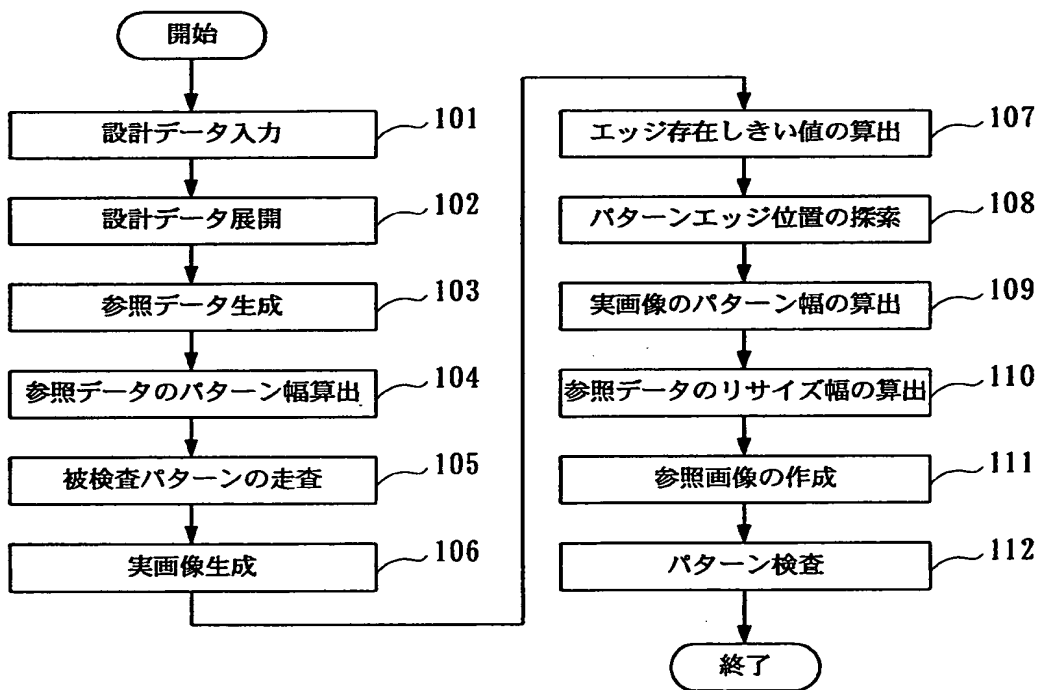 開始
設計データ入力 101
設計データ展開 102
参照データ生成 103
参照データのパターン幅算出 104
被検査パターンの走査 105
実画像生成 106
エッジ存在しきい値の算出 107
パターンエッジ位置の探索 108
実画像のパターン幅の算出 109
参照データのリサイズ幅の算出 110
参照画像の作成 111
パターン検査 112
終了